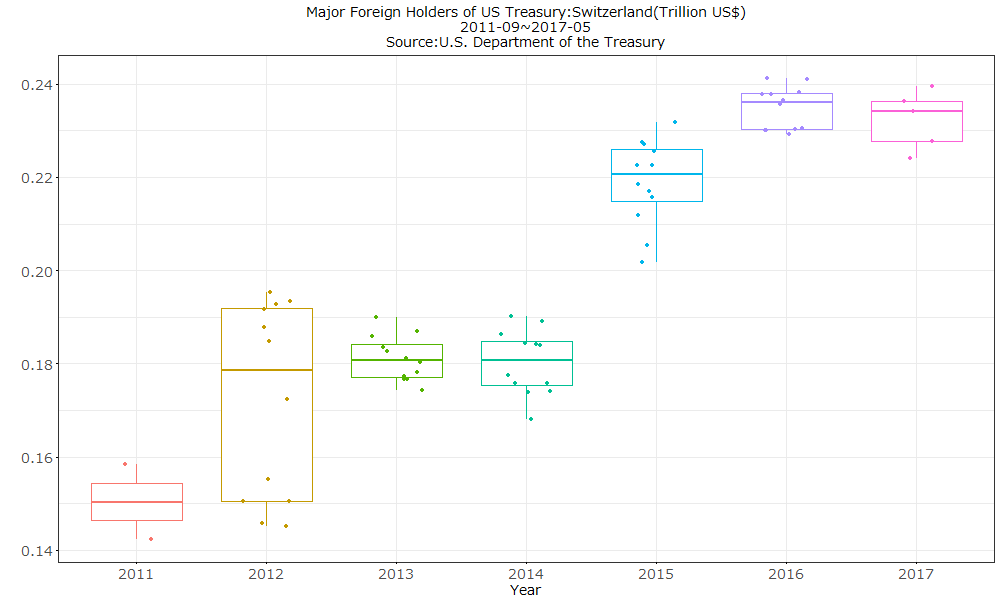 Major Foreign Holders of US Treasury:Switzerland(Trillion US$)
2011-09~2017-05
Source:U.S. Department of the Treasury
0.24
0.22
0.20
0.18
0.16
0.14
2011 2012 2013 2014 2015 2016 2017
Year